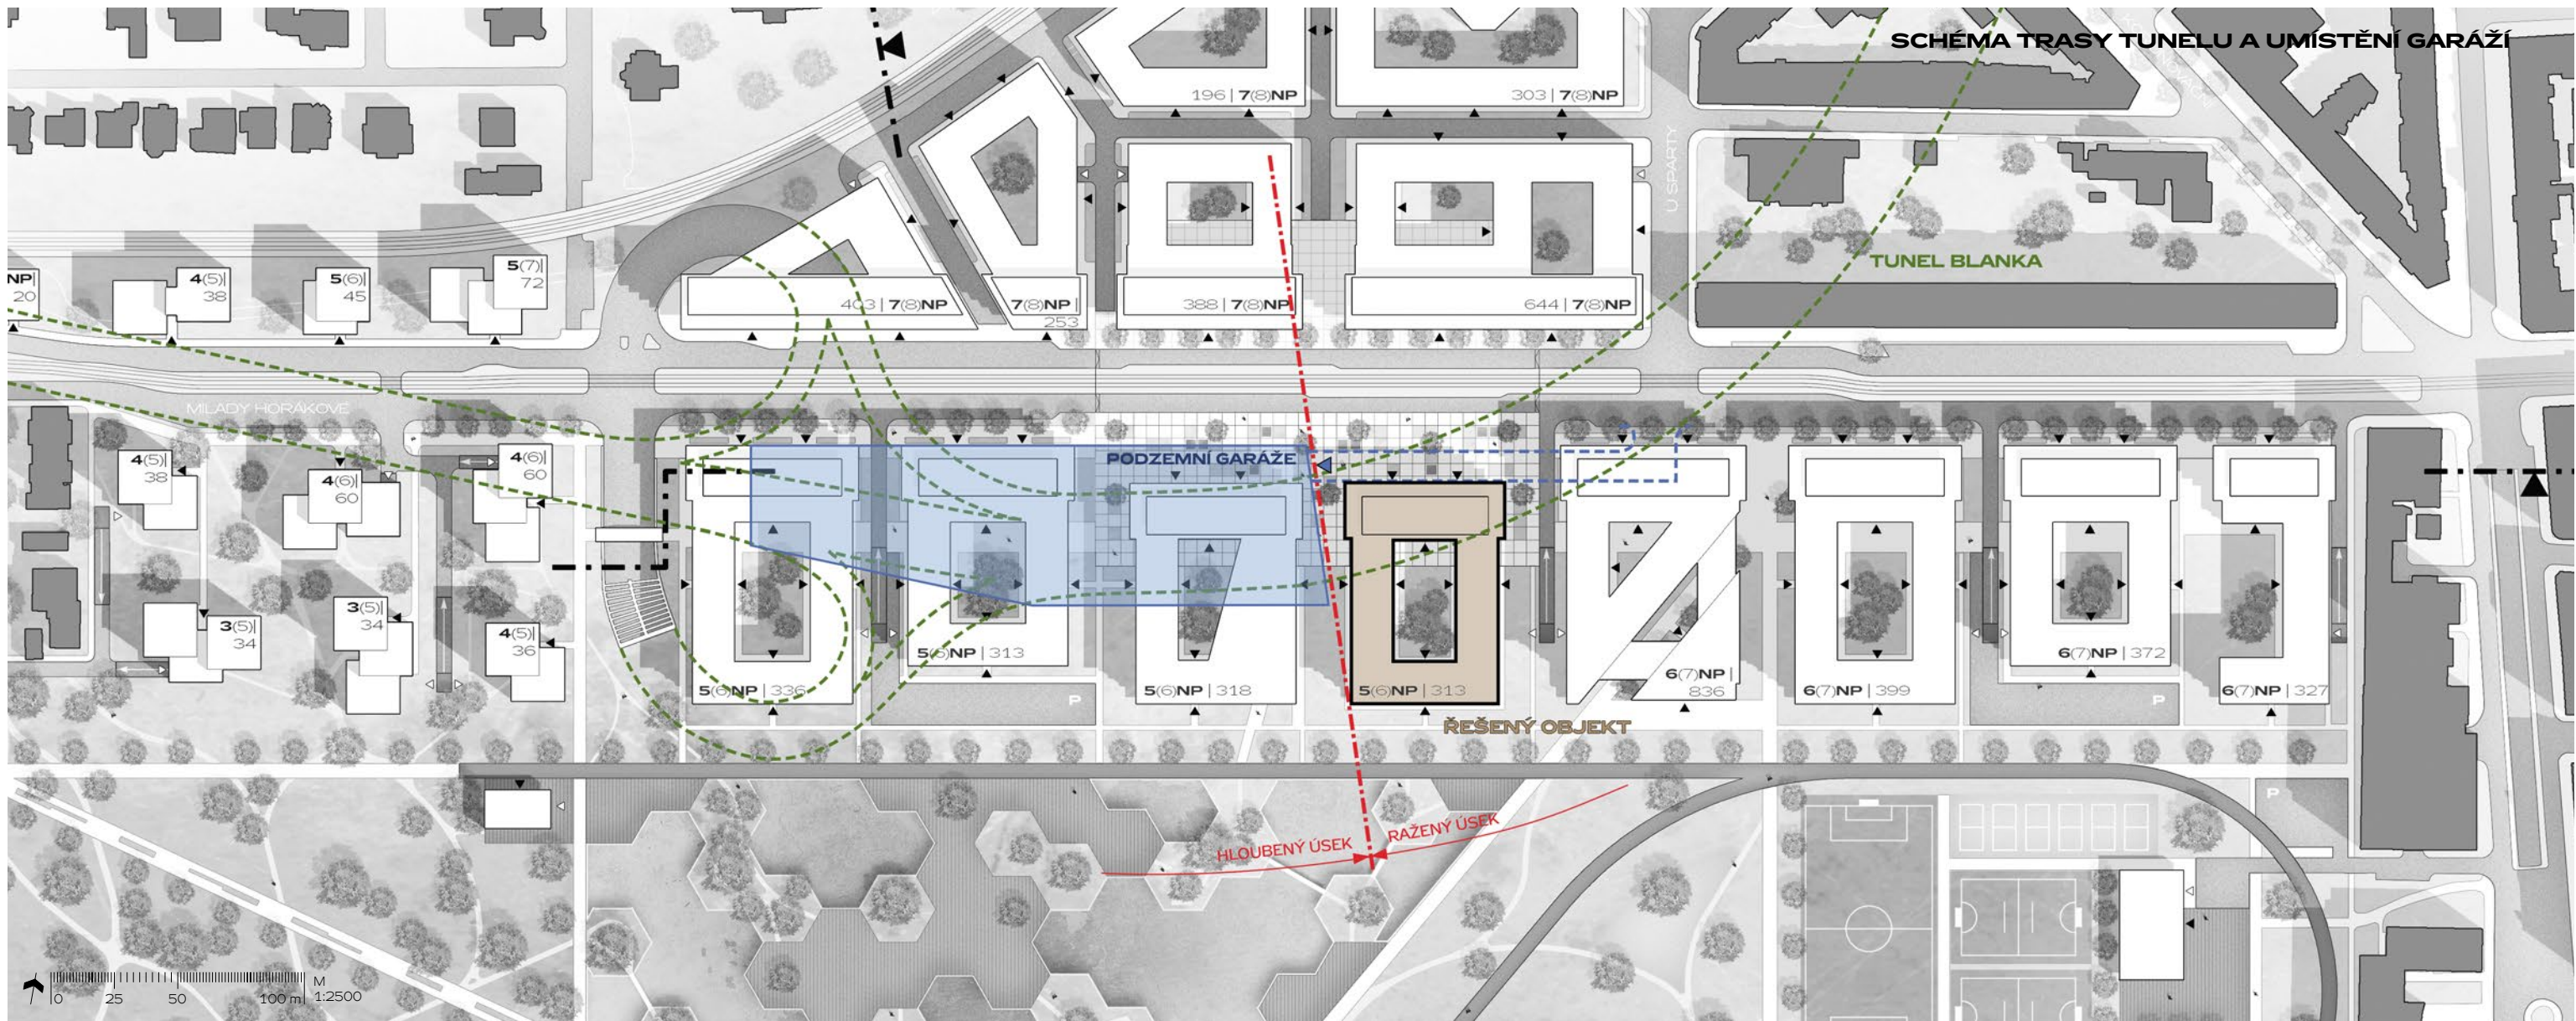 SCHÉMA TRASY TUNELU A UMÍSTĚNÍ GARÁŽÍ
196 | 7(8)NP
303 | 7(8)NP
U SPARTY
TUNEL BLANKA
NP|
20
4(5)|
38
5(6)|
45
5(7)|
72
403 | 7(8)NP
7(8)NP |
253
388 | 7(8)NP
644 | 7(8)NP
MILADY HORÁKOVÉ
4(5)|
38
4(6)|
60
4(6)|
60
PODZEMNÍ GARÁŽE
3(5)|
34
3(5)|
34
4(5)|
36
5(6)NP | 336
5(6)NP | 313
5(6)NP | 318
5(6)NP | 313
6(7)NP |
836
6(7)NP | 399
6(7)NP | 372
6(7)NP | 327
P
P
ŘEŠENÝ OBJEKT
P
HLOUBENÝ ÚSEK
RAŽENÝ ÚSEK
M
0 25 50 100 m
1:2500